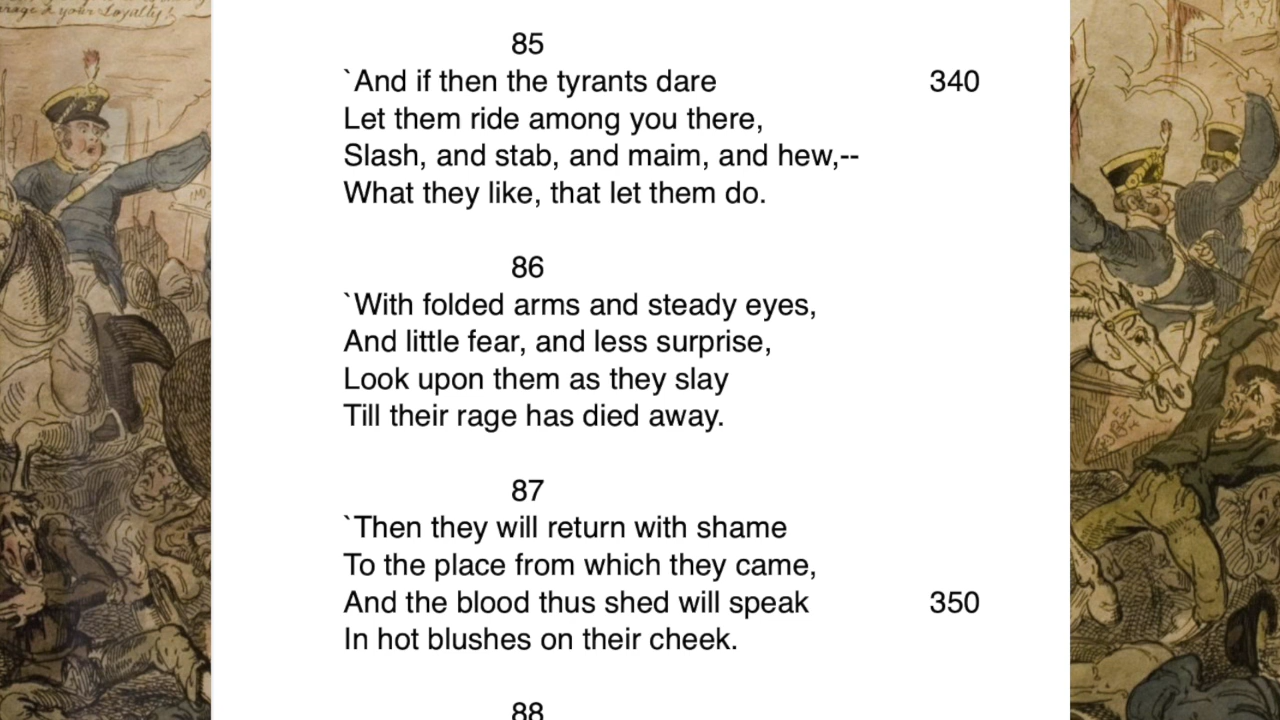 rage & your Loyalty!
85
`And if then the tyrants dare 340
Let them ride among you there,
Slash, and stab, and maim, and hew,--
What they like, that let them do.
86
`With folded arms and steady eyes,
And little fear, and less surprise,
Look upon them as they slay
Till their rage has died away.
87
`Then they will return with shame
To the place from which they came,
And the blood thus shed will speak 350
In hot blushes on their cheek.
88